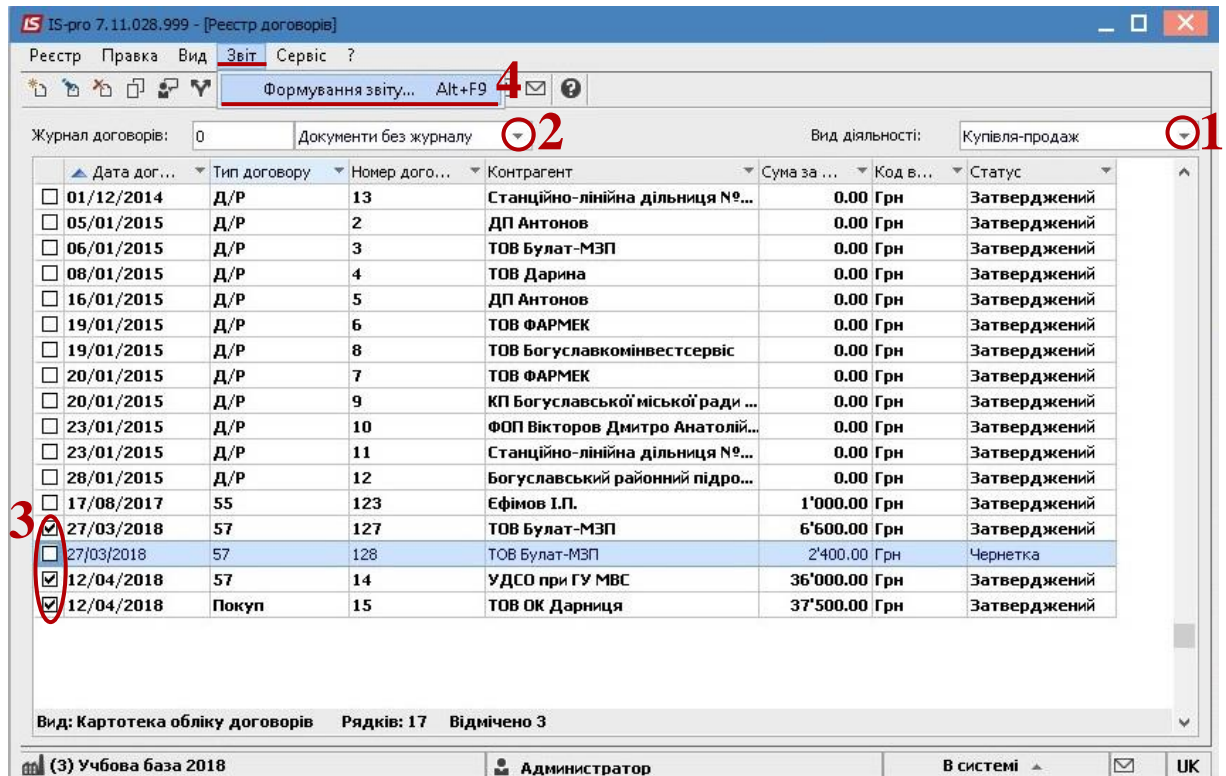 IS IS-pro 7.11.028.999 - [Реєстр договорів]
Реєстр Правка Вид Звіт Сервіс ?
Формування звіту... Alt+F9 4
Журнал договорів: 0 Документи без журналу 2 Вид діяльності: Купівля-продаж 1
Дата дог... Тип договору Номер дого... Контрагент Сума за ... Код в... Статус
01/12/2014 Д/Р 13 Станційно-лінійна дільниця №... 0.00 Грн Затверджений
05/01/2015 Д/Р 2 ДП Антонов 0.00 Грн Затверджений
06/01/2015 Д/Р 3 ТОВ Булат-МЗП 0.00 Грн Затверджений
08/01/2015 Д/Р 4 ТОВ Дарина 0.00 Грн Затверджений
16/01/2015 Д/Р 5 ДП Антонов 0.00 Грн Затверджений
19/01/2015 Д/Р 6 ТОВ ФАРМЕК 0.00 Грн Затверджений
19/01/2015 Д/Р 8 ТОВ Богуславкомінвестсервіс 0.00 Грн Затверджений
20/01/2015 Д/Р 7 ТОВ ФАРМЕК 0.00 Грн Затверджений
20/01/2015 Д/Р 9 КП Богуславської міської ради ... 0.00 Грн Затверджений
23/01/2015 Д/Р 10 ФОП Вікторов Дмитро Анатолій... 0.00 Грн Затверджений
23/01/2015 Д/Р 11 Станційно-лінійна дільниця №... 0.00 Грн Затверджений
28/01/2015 Д/Р 12 Богуславський районний підро... 0.00 Грн Затверджений
17/08/2017 55 123 Єфімов І.П. 1'000.00 Грн Затверджений
3 27/03/2018 57 127 ТОВ Булат-МЗП 6'600.00 Грн Затверджений
27/03/2018 57 128 ТОВ Булат-МЗП 2'400.00 Грн Чернетка
12/04/2018 57 14 УДСО при ГУ МВС 36'000.00 Грн Затверджений
12/04/2018 Покуп 15 ТОВ ОК Дарниця 37'500.00 Грн Затверджений
Вид: Картотека обліку договорів Рядків: 17 Відмічено 3
(3) Учбова база 2018 Администратор В системі UK